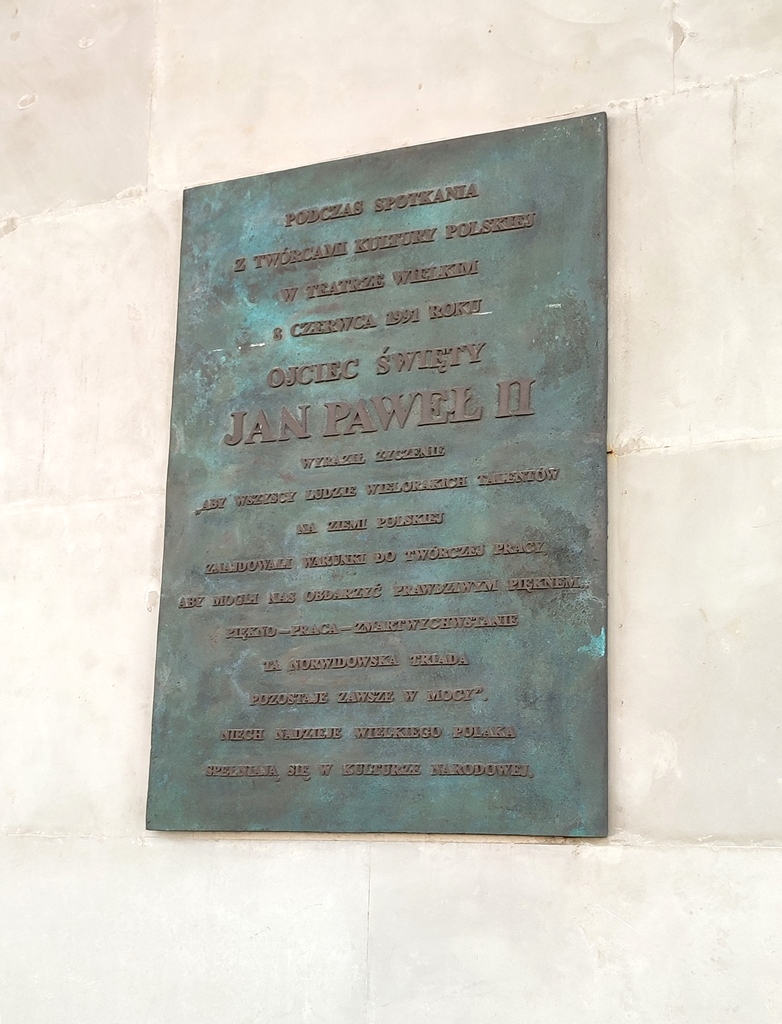 PODCZAS SPOTKANIA
Z TWÓRCAMI KULTURY POLSKIEJ
W TEATRZE WIELKIM
8 CZERWCA 1991 ROKU
OJCIEC ŚWIĘTY
JAN PAWEŁ II
WYRAZIŁ ŻYCZENIE
„ABY WSZYSCY LUDZIE WIELORAKICH TALENTÓW
NA ZIEMI POLSKIEJ
ZNAJDOWALI WARUNKI DO TWÓRCZEJ PRACY,
ABY MOGLI NAS OBDARZYĆ PRAWDZIWYM PIĘKNEM...
PIĘKNO—PRACA—ZMARTWYCHWSTANIE
TA NORWIDOWSKA TRIADA
POZOSTAJE ZAWSZE W MOCY”.
NIECH NADZIEJE WIELKIEGO POLAKA
SPEŁNIAJĄ SIĘ W KULTURZE NARODOWEJ.